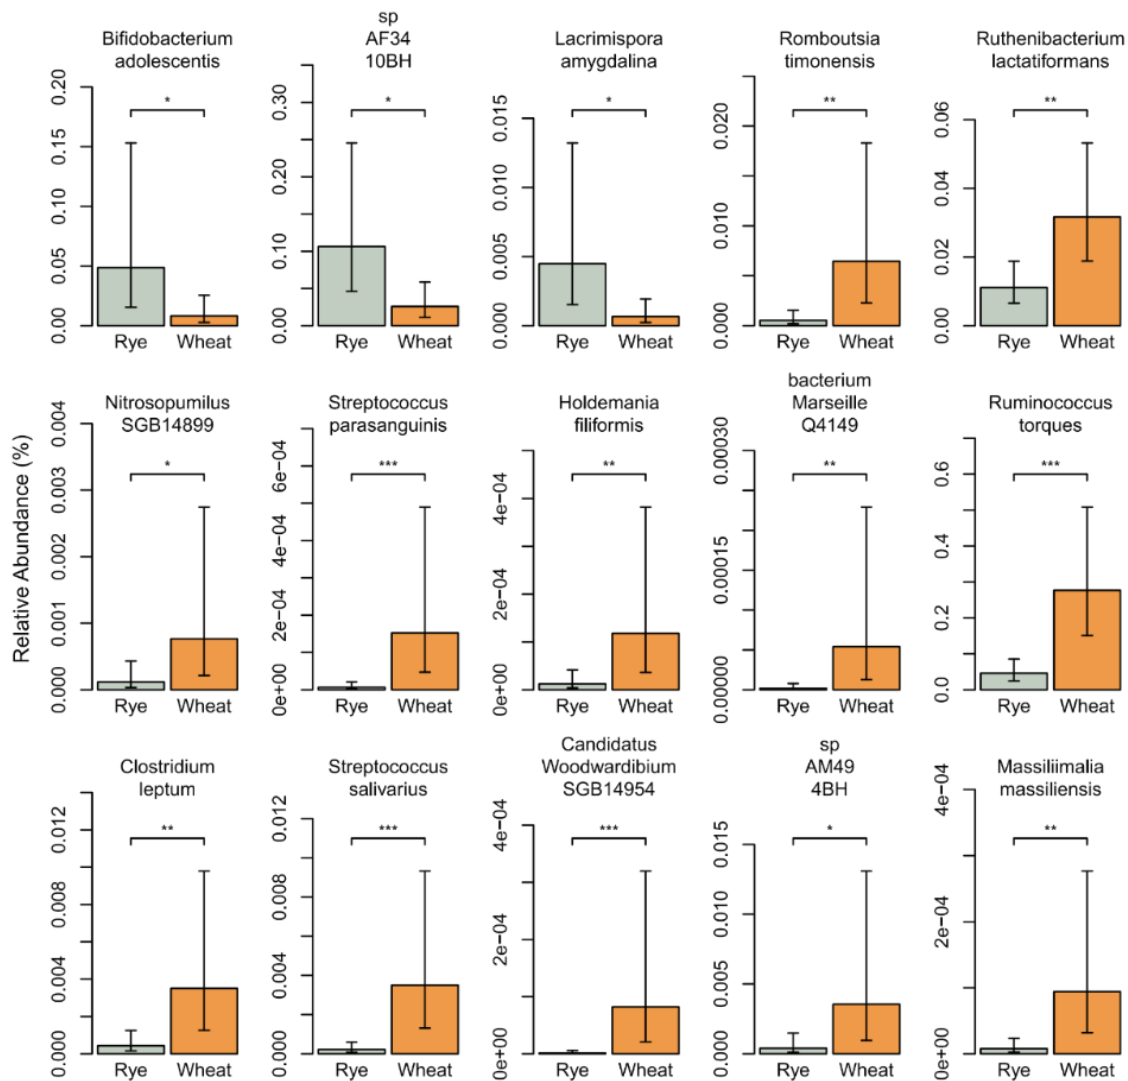 Bifidobacterium
adolescentis
sp
AF34
10BH
Lacrimispora
amygdalina
Romboutsia
timonensis
Ruthenibacterium
lactatiformans
0.00 0.05 0.10 0.15 0.20
*
Rye Wheat
0.00 0.10 0.20 0.30
*
Rye Wheat
0.000 0.005 0.010 0.015
*
Rye Wheat
0.000 0.010 0.020
**
Rye Wheat
0.00 0.02 0.04 0.06
**
Rye Wheat
Relative Abundance (%)
Nitrosopumilus
SGB14899
Streptococcus
parasanguinis
Holdemania
filiformis
bacterium
Marseille
Q4149
Ruminococcus
torques
0.000 0.001 0.002 0.003 0.004
*
Rye Wheat
0e+00 2e−04 4e−04 6e−04
***
Rye Wheat
0e+00 2e−04 4e−04
**
Rye Wheat
0.00000 0.00015 0.00030
**
Rye Wheat
0.0 0.2 0.4 0.6
***
Rye Wheat
Clostridium
leptum
Streptococcus
salivarius
Candidatus
Woodwardibium
SGB14954
sp
AM49
4BH
Massiliimalia
massiliensis
0.000 0.004 0.008 0.012
**
Rye Wheat
0.000 0.004 0.008 0.012
***
Rye Wheat
0e+00 2e−04 4e−04
***
Rye Wheat
0.000 0.005 0.010 0.015
*
Rye Wheat
0e+00 2e−04 4e−04
**
Rye Wheat